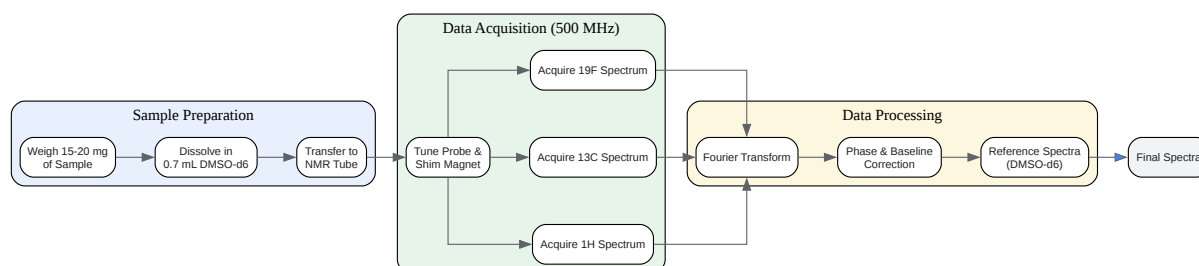 Sample Preparation
Weigh 15-20 mg
of Sample
Dissolve in
0.7 mL DMSO-d6
Transfer to
NMR Tube
Data Acquisition (500 MHz)
Tune Probe &
Shim Magnet
Acquire 19F Spectrum
Acquire 13C Spectrum
Acquire 1H Spectrum
Data Processing
Fourier Transform
Phase & Baseline
Correction
Reference Spectra
(DMSO-d6)
Final Spectra